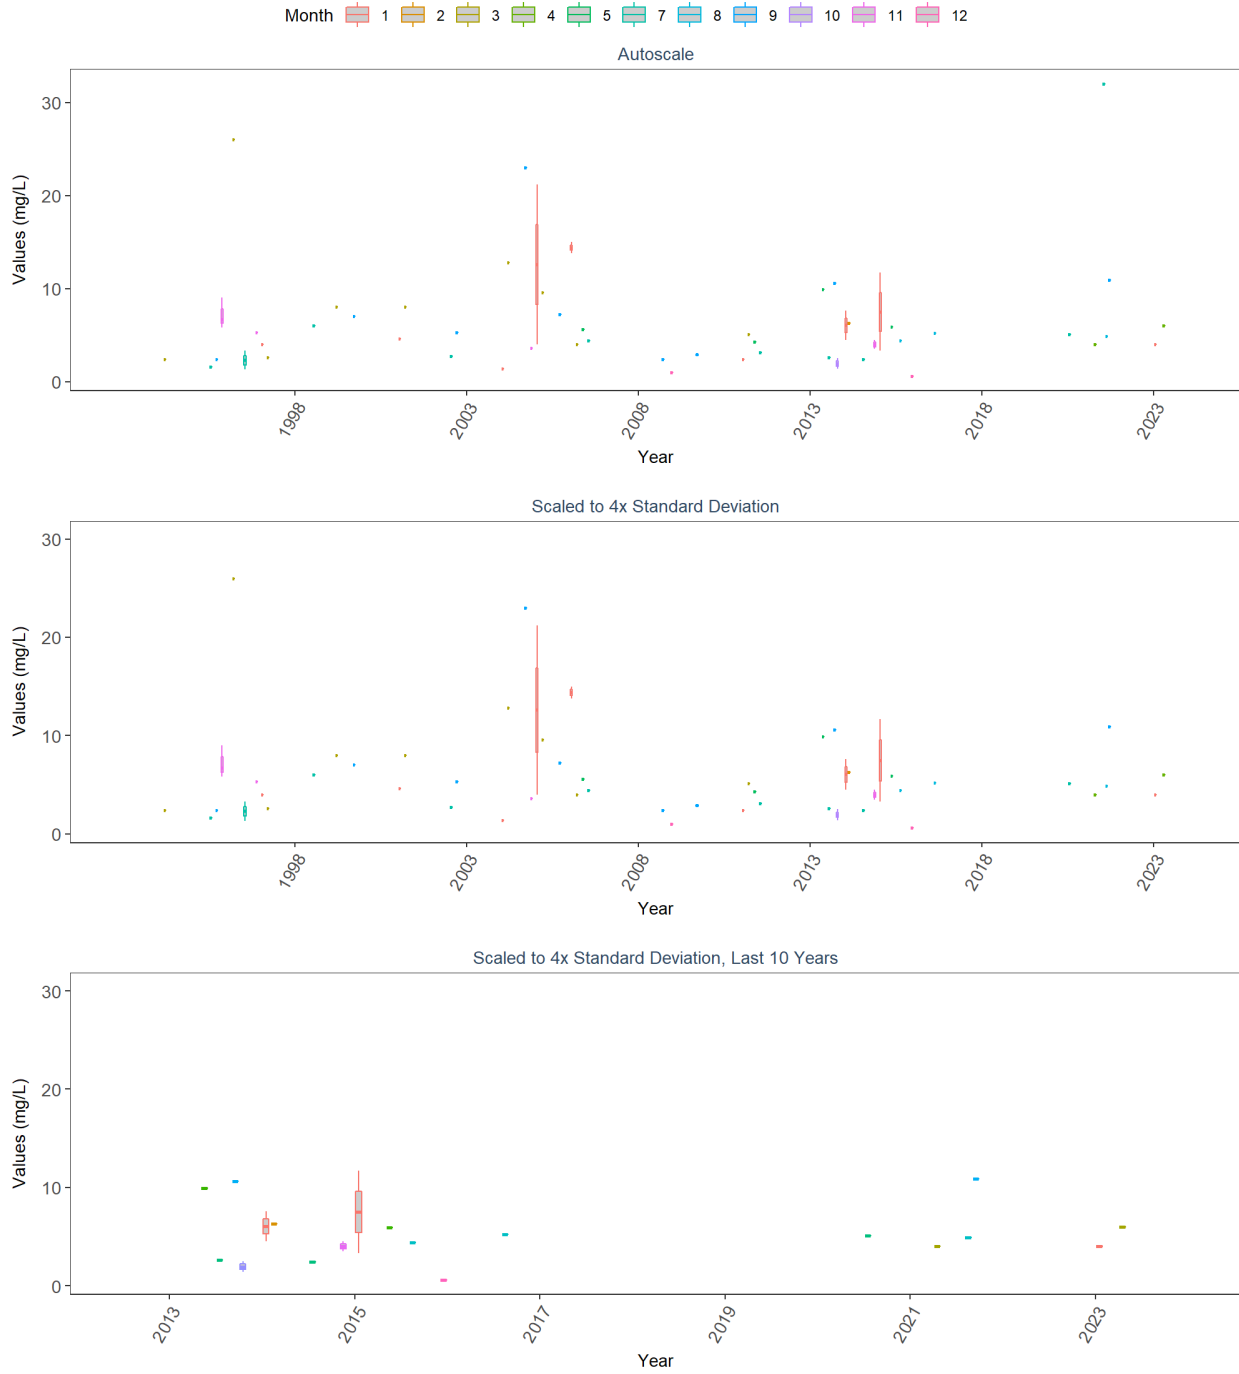 Month 1 2 3 4 5 7 8 9 10 11 12
Autoscale
Values (mg/L)
30
20
10
0
1998 2003 2008 2013 2018 2023
Year
Scaled to 4x Standard Deviation
Values (mg/L)
30
20
10
0
1998 2003 2008 2013 2018 2023
Year
Scaled to 4x Standard Deviation, Last 10 Years
Values (mg/L)
30
20
10
0
2013 2015 2017 2019 2021 2023
Year